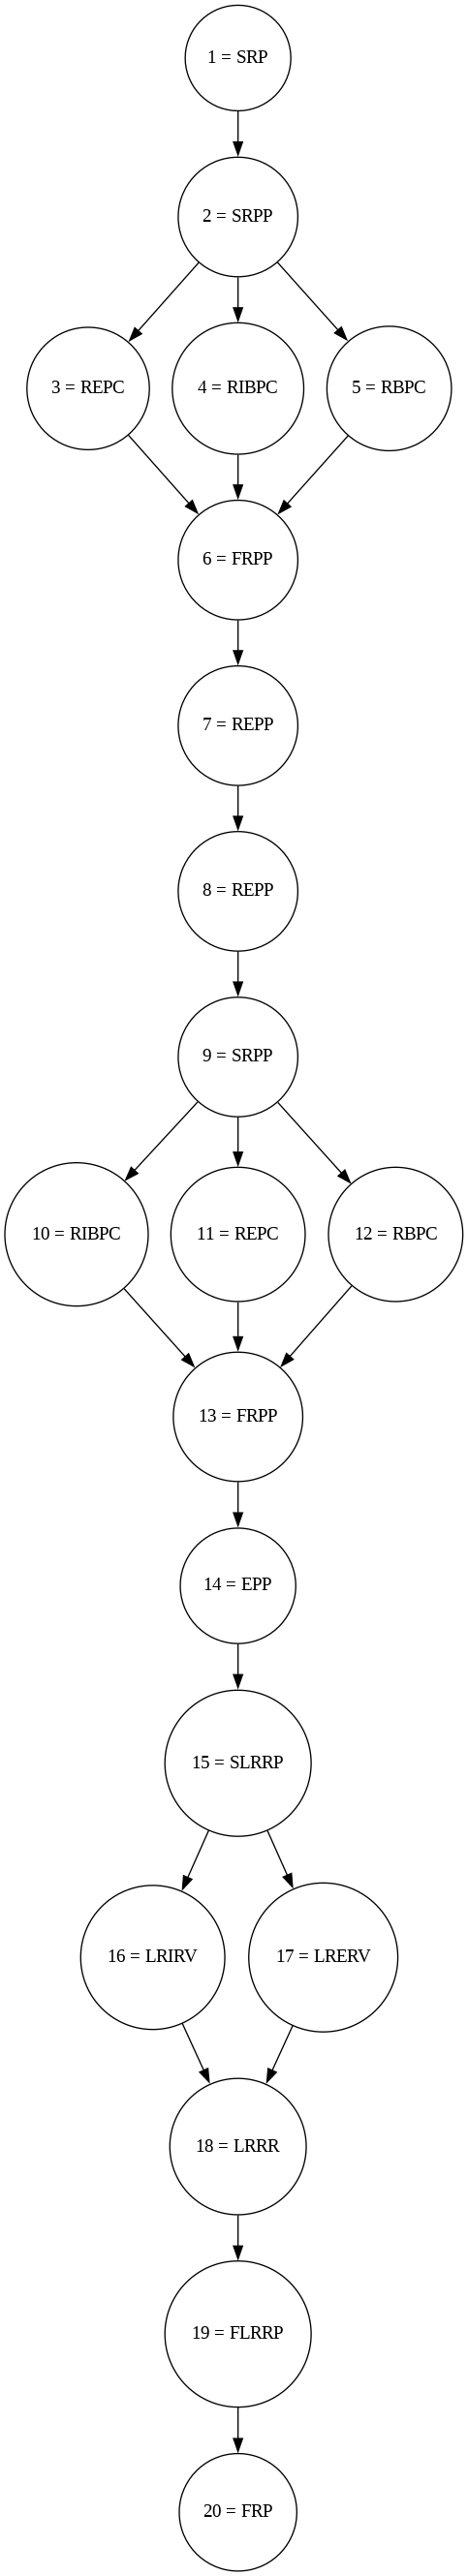 1 = SRP
2 = SRPP
3 = REPC
4 = RIBPC
5 = RBPC
6 = FRPP
7 = REPP
8 = REPP
9 = SRPP
10 = RIBPC
11 = REPC
12 = RBPC
13 = FRPP
14 = EPP
15 = SLRRP
16 = LRIRV
17 = LRERV
18 = LRRR
19 = FLRRP
20 = FRP